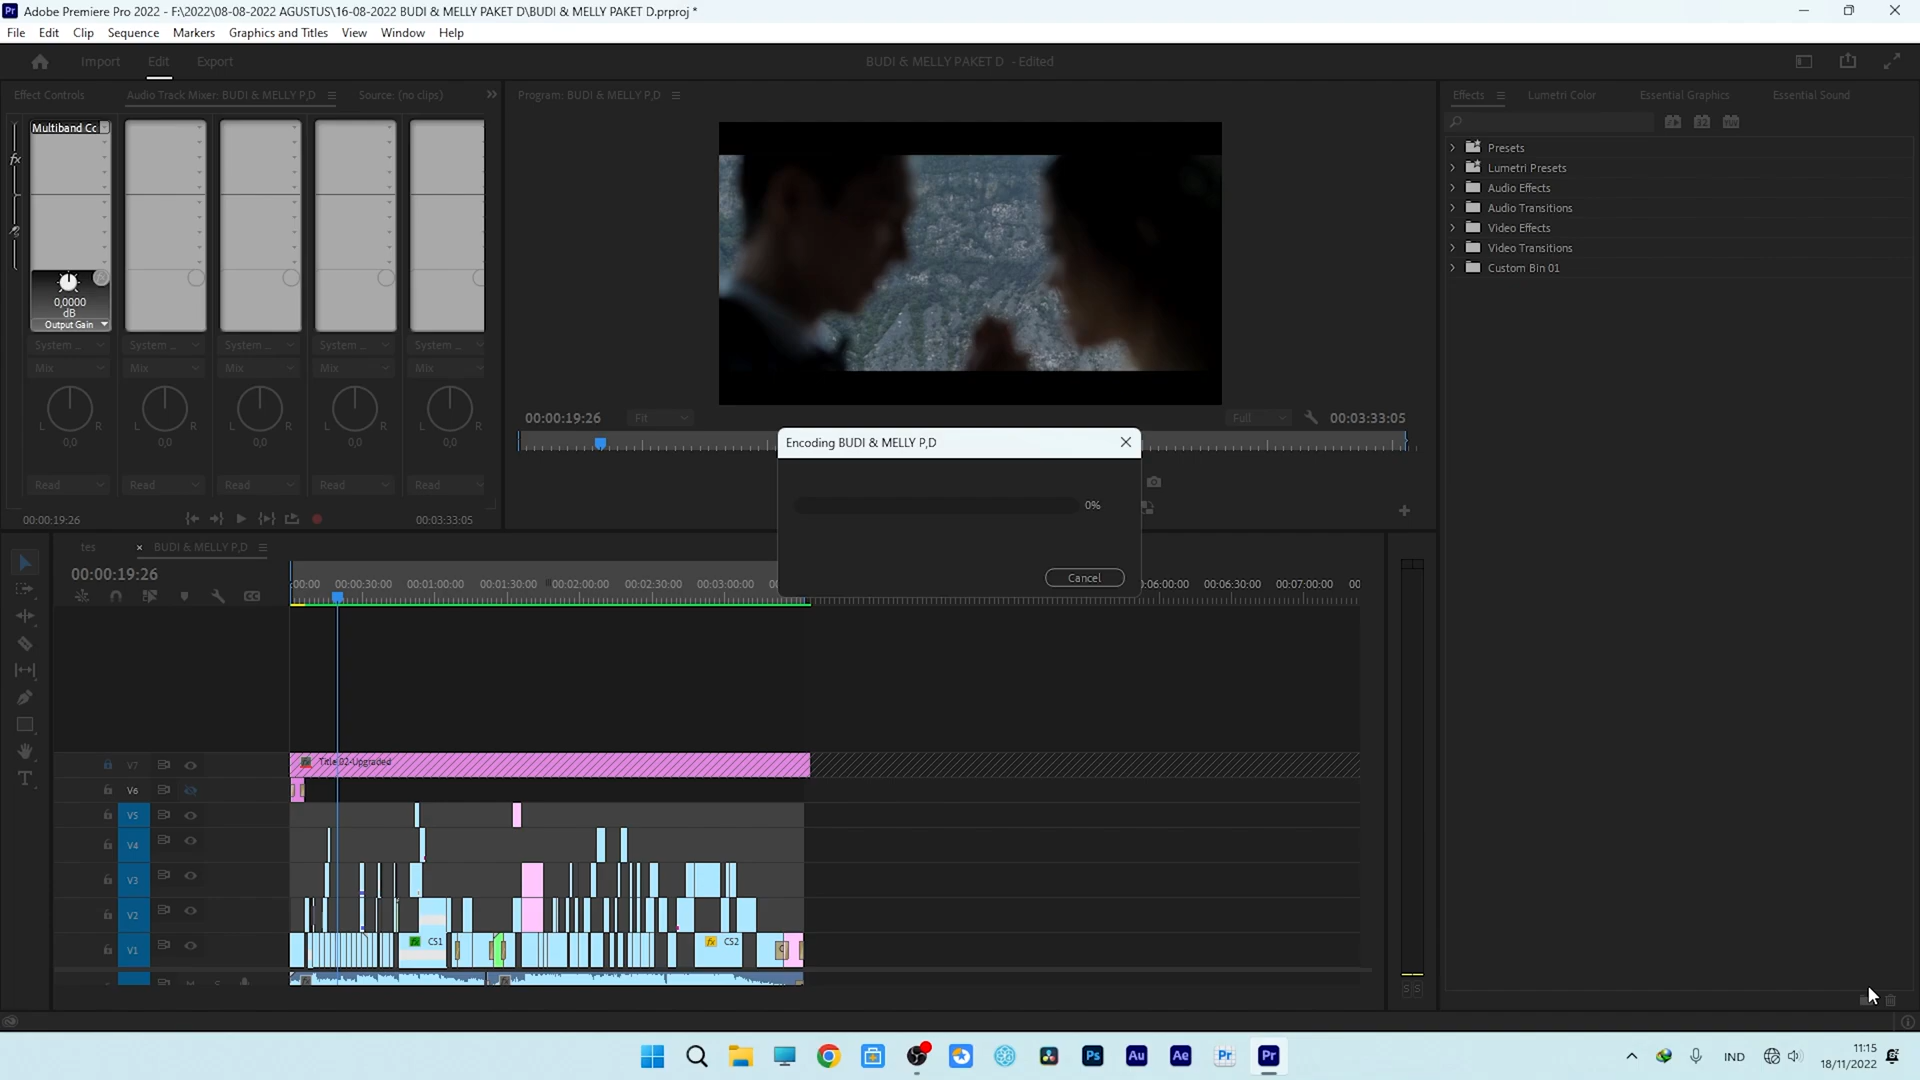 Adobe Premiere Pro 2022 - F:\2022\08-08-2022 AGUSTUS\16-08-2022 BUDI & MELLY PAKET D\BUDI & MELLY PAKET D.prproj *
File Edit Clip Sequence Markers Graphics and Titles View Window Help
Import Edit Export BUDI & MELLY PAKET D - Edited
Effect Controls Audio Track Mixer: BUDI & MELLY P,D Source: (no clips) Program: BUDI & MELLY P,D Effects Lumetri Color Essential Graphics Essential Sound
Multiband Cc
fx
Presets
Lumetri Presets
Audio Effects
Audio Transitions
Video Effects
Video Transitions
Custom Bin 01
0,0000
dB
Output Gain
System ... System ... System ... System ... System ...
Mix Mix Mix Mix Mix
L R L R L R L R L R
0,0 0,0 0,0 0,0 0,0
Read Read Read Read Read
00:00:19:26 00:03:33:05
00:00:19:26 Fit Full 00:03:33:05
Encoding BUDI & MELLY P,D
0%
Cancel
tes × BUDI & MELLY P,D
00:00:19:26
:00:00 00:00:30:00 00:01:00:00 00:01:30:00 00:02:00:00 00:02:30:00 00:03:00:00 00 :06:00:00 00:06:30:00 00:07:00:00 00
V7 Title 02-Upgraded
V6
V5
V4
V3
V2
V1 fx CS1 fx CS2 C
M S
S S
Ps Au Ae Pr Pr
IND
11:15
18/11/2022